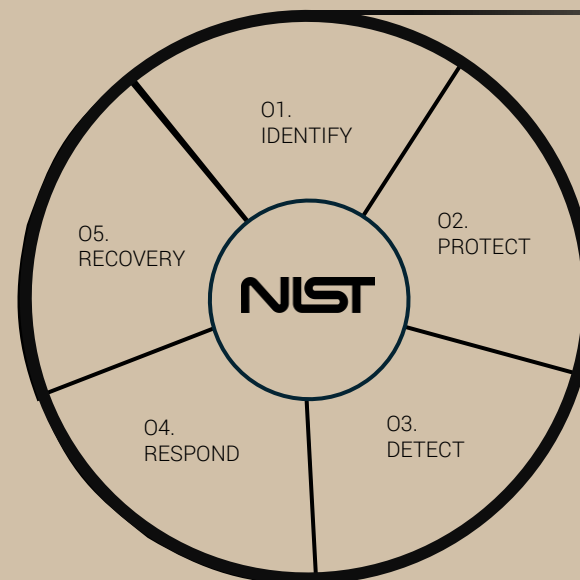 01.
IDENTIFY
02.
PROTECT
03.
DETECT
04.
RESPOND
05.
RECOVERY
NIST